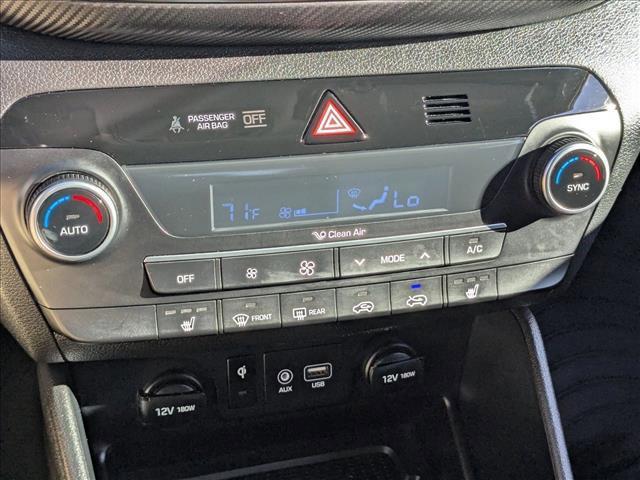 PASSENGER AIR BAG OFF
71F Lo
AUTO
SYNC
Clean Air
OFF
MODE
A/C
FRONT
REAR
12V 180W
AUX
USB
12V 180W